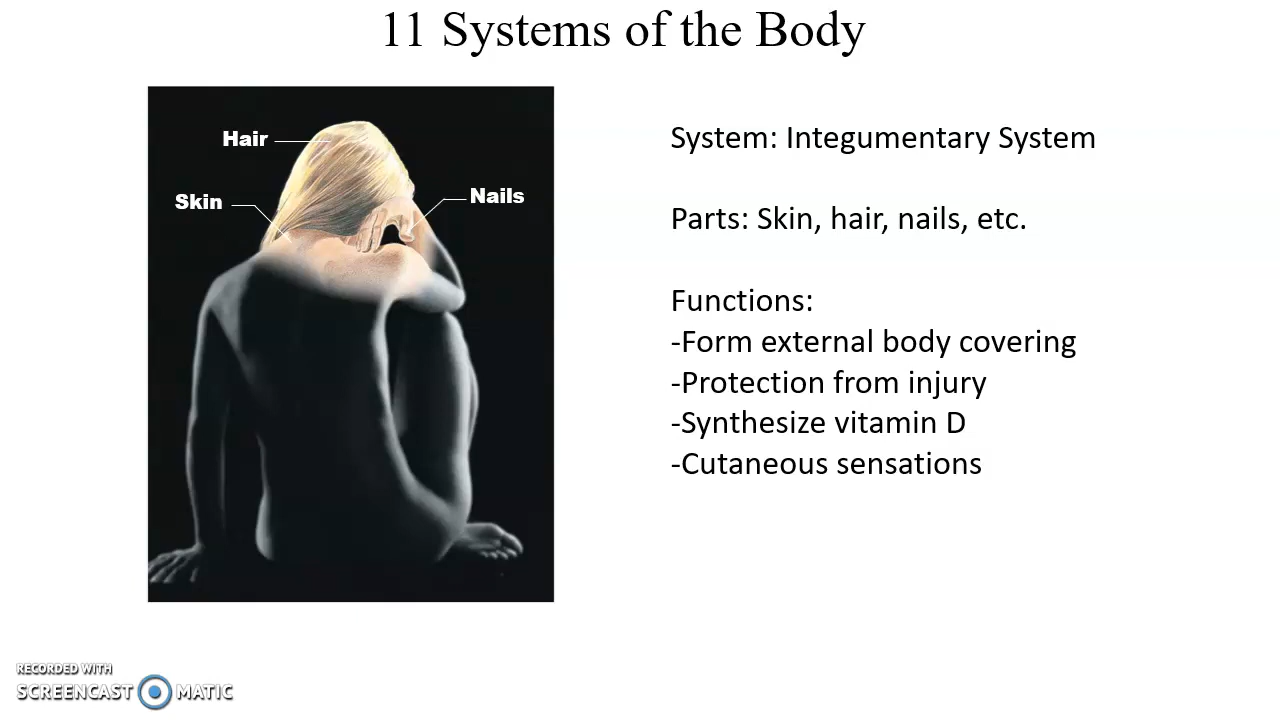 11 Systems of the Body
Hair
Skin
Nails
System: Integumentary System
Parts: Skin, hair, nails, etc.
Functions:
-Form external body covering
-Protection from injury
-Synthesize vitamin D
-Cutaneous sensations
RECORDED WITH
SCREENCAST MATIC